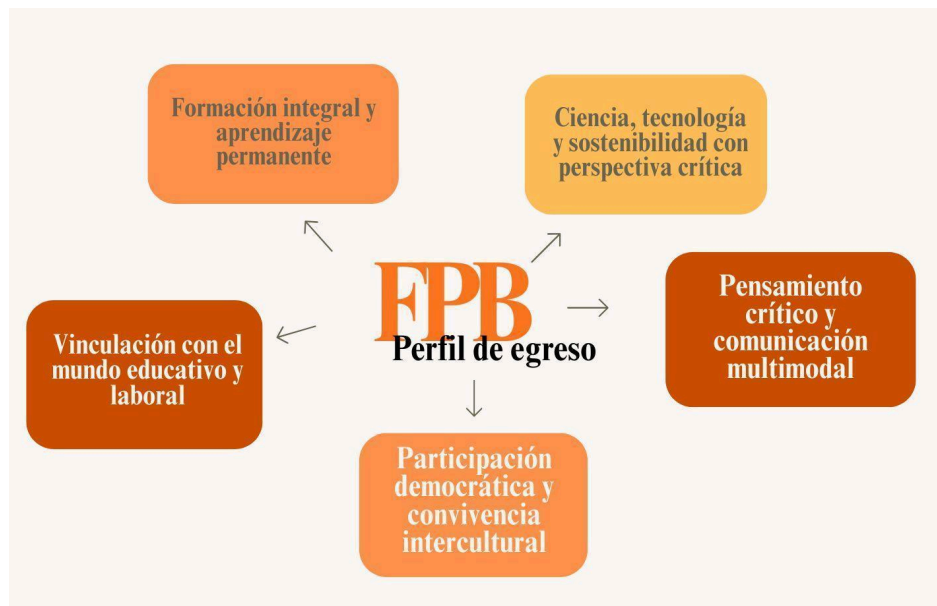 Formación integral y
aprendizaje
permanente
Ciencia, tecnología
y sostenibilidad con
perspectiva crítica
FPB
Perfil de egreso
Pensamiento
crítico y
comunicación
multimodal
Vinculación con el
mundo educativo y
laboral
Participación
democrática y
convivencia
intercultural